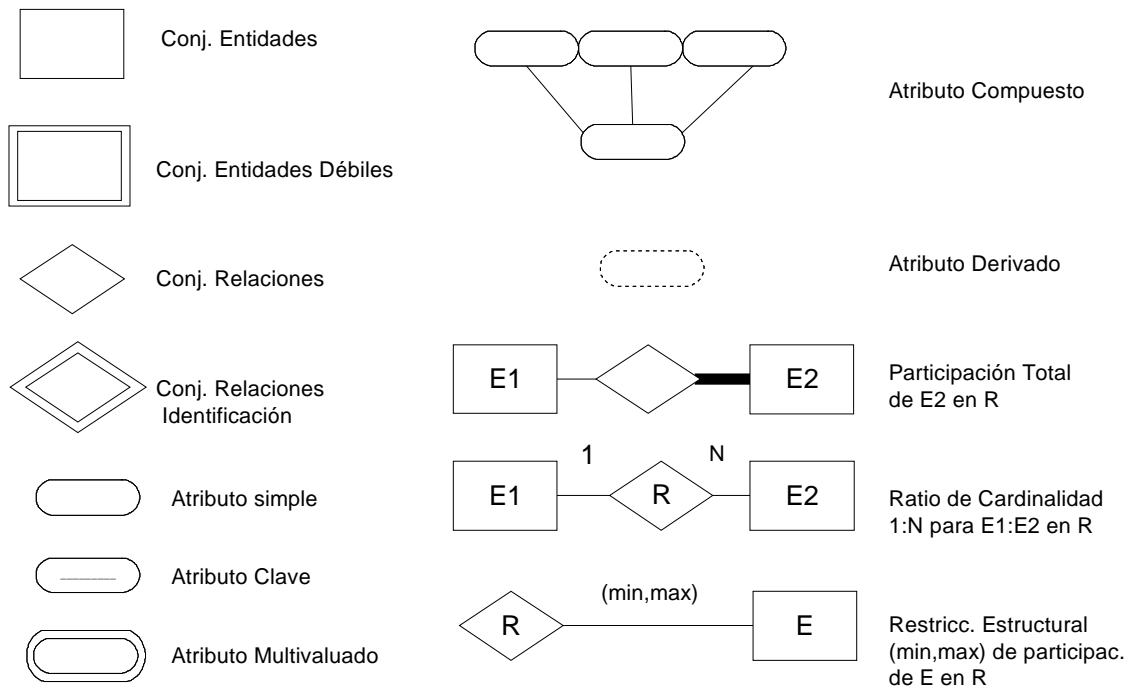 Conj. Entidades
Conj. Entidades Débiles
Conj. Relaciones
Conj. Relaciones
Identificación
Atributo simple
Atributo Clave
Atributo Multivaluado
Atributo Compuesto
Atributo Derivado
E1
E2
Participación Total
de E2 en R
1
N
E1
R
E2
Ratio de Cardinalidad
1:N para E1:E2 en R
(min,max)
R
E
Restricc. Estructural
(min,max) de participac.
de E en R